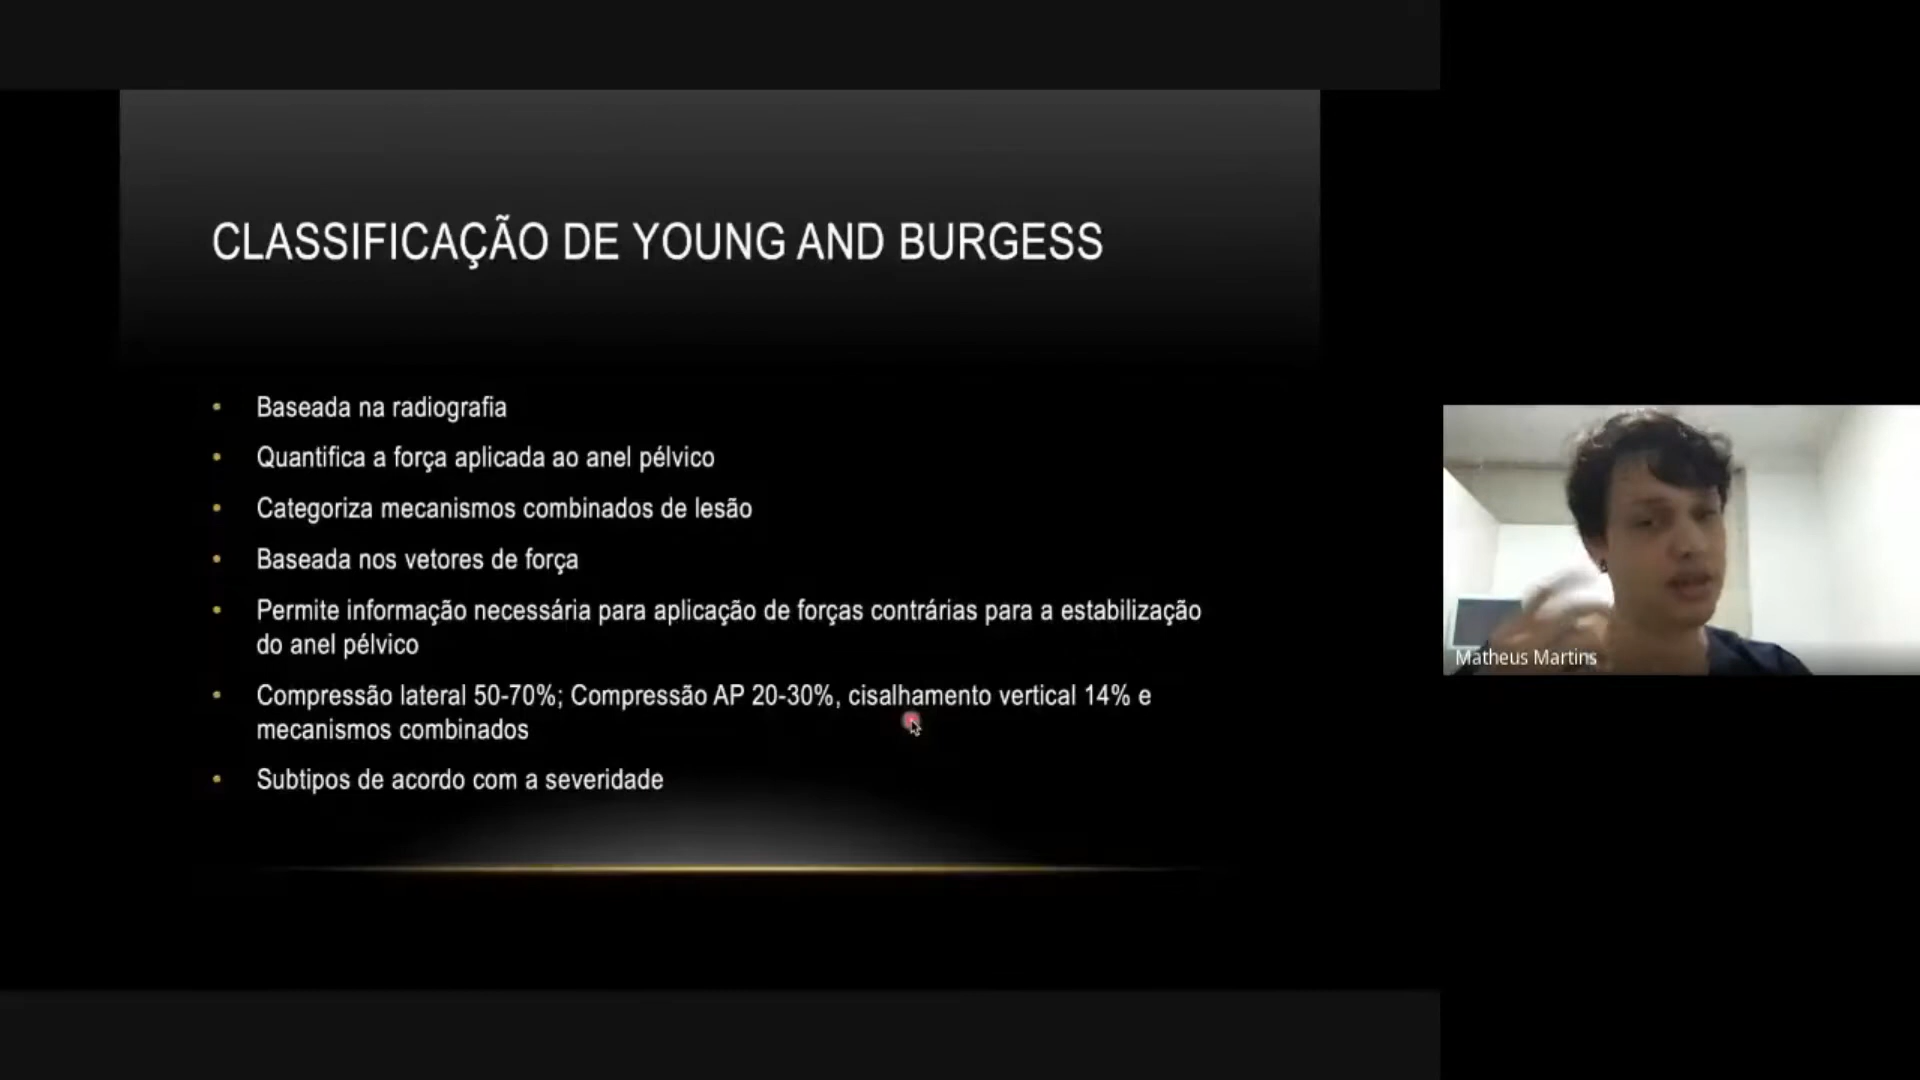 CLASSIFICAÇÃO DE YOUNG AND BURGESS
• Baseada na radiografia
• Quantifica a força aplicada ao anel pélvico
• Categoriza mecanismos combinados de lesão
• Baseada nos vetores de força
• Permite informação necessária para aplicação de forças contrárias para a estabilização
do anel pélvico
• Compressão lateral 50-70%; Compressão AP 20-30%, cisalhamento vertical 14% e
mecanismos combinados
• Subtipos de acordo com a severidade
Matheus Martins